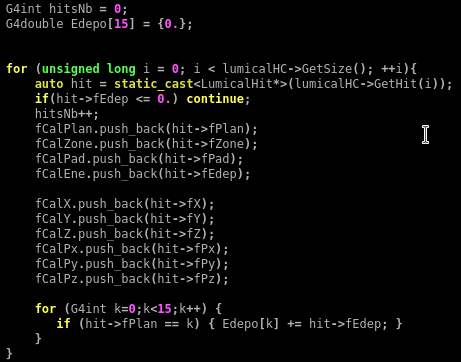 G4int hitsNb = 0;
G4double Edepo[15] = {0.};
for (unsigned long i = 0; i < lumicalHC->GetSize(); ++i){
auto hit = static_cast<LumicalHit*>(lumicalHC->GetHit(i));
if(hit->fEdep <= 0.) continue;
hitsNb++;
fCalPlan.push_back(hit->fPlan);
fCalZone.push_back(hit->fZone);
fCalPad.push_back(hit->fPad);
fCalEne.push_back(hit->fEdep);
fCalX.push_back(hit->fX);
fCalY.push_back(hit->fY);
fCalZ.push_back(hit->fZ);
fCalPx.push_back(hit->fPx);
fCalPy.push_back(hit->fPy);
fCalPz.push_back(hit->fPz);
for (G4int k=0;k<15;k++) {
if (hit->fPlan == k) { Edepo[k] += hit->fEdep; }
}
}